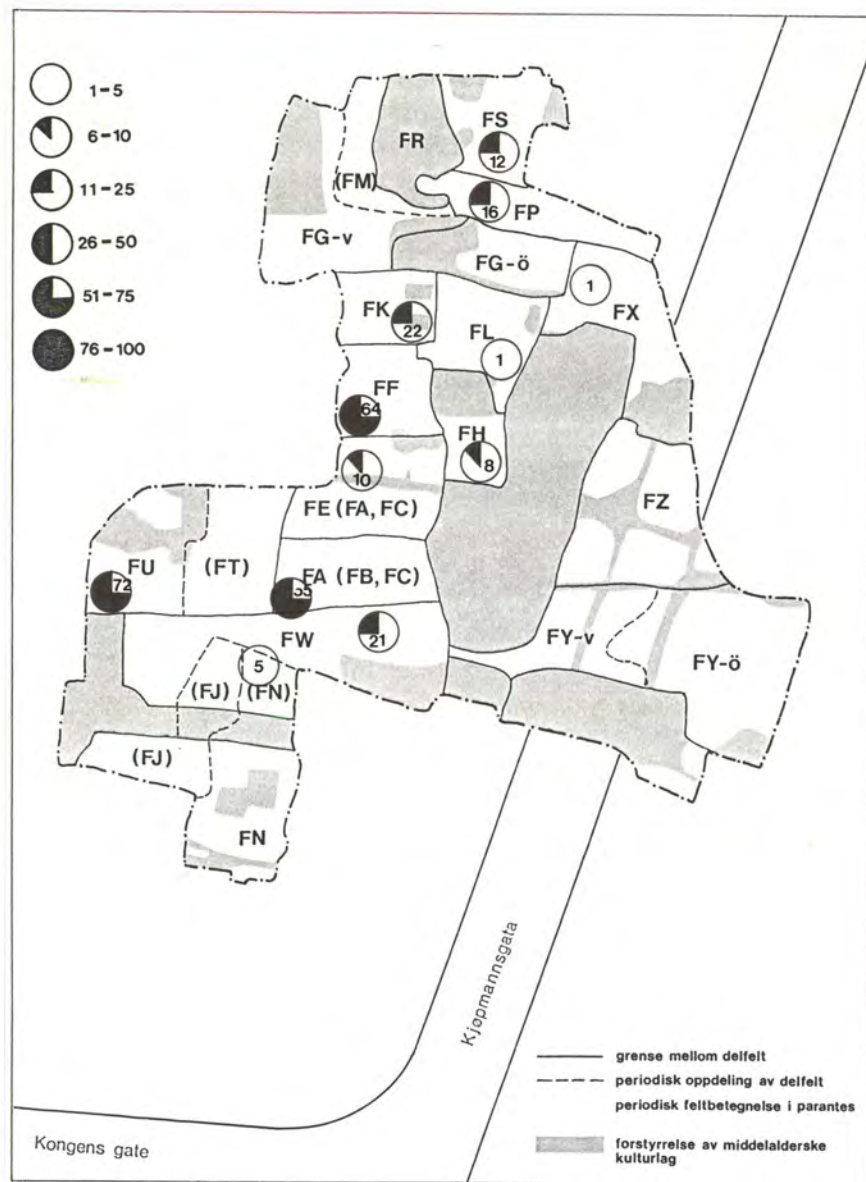 1-5
6-10
11-25
26-50
51-75
76-100
FS
12
FR
(FM)
16
FP
FG-v
FG-ö
1
FX
FK
22
FL
1
FF
64
FH
8
10
FE (FA, FC)
FZ
FU
72
(FT)
FA (FB, FC)
55
FW
21
FY-v
FY-ö
5
(FJ)
(FN)
(FJ)
FN
Kjøpmannsgata
Kongens gate
grense mellom delfelt
periodisk oppdeling av delfelt
periodisk feltbetegnelse i parantes
forstyrrelse av middelalderske
kulturlag